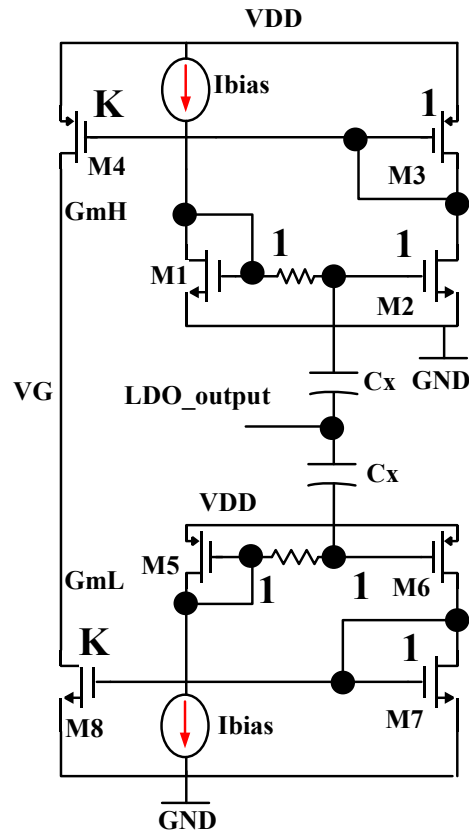 VDD
Ibias
K
1
M4
M3
GmH
1
1
M1
M2
Cx
GND
LDO_output
VG
Cx
VDD
M5
1
1
M6
GmL
K
1
M8
M7
Ibias
GND